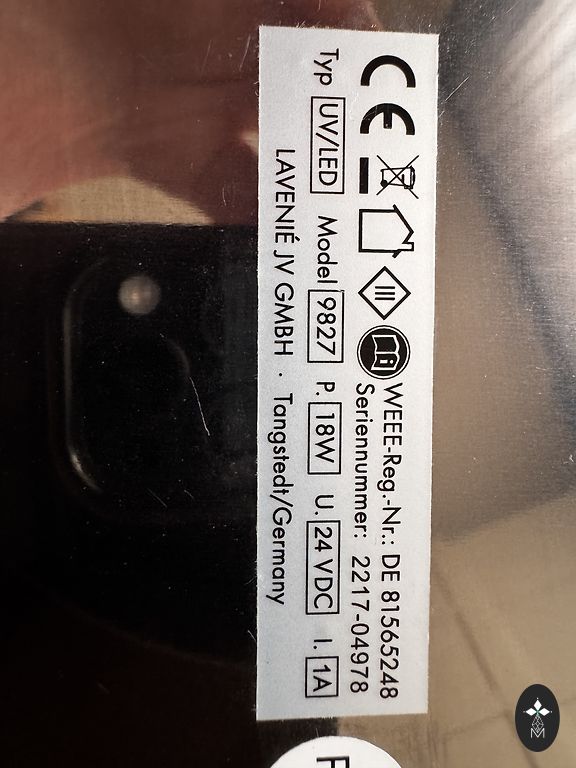 CE
WEEE-Reg.-Nr.: DE 81565248
Seriennummer: 2217-04978
Typ UV/LED Model 9827 P. 18W U. 24 VDC I. 1A
LAVENIÉ JV GMBH · Tangstedt/Germany
F
M